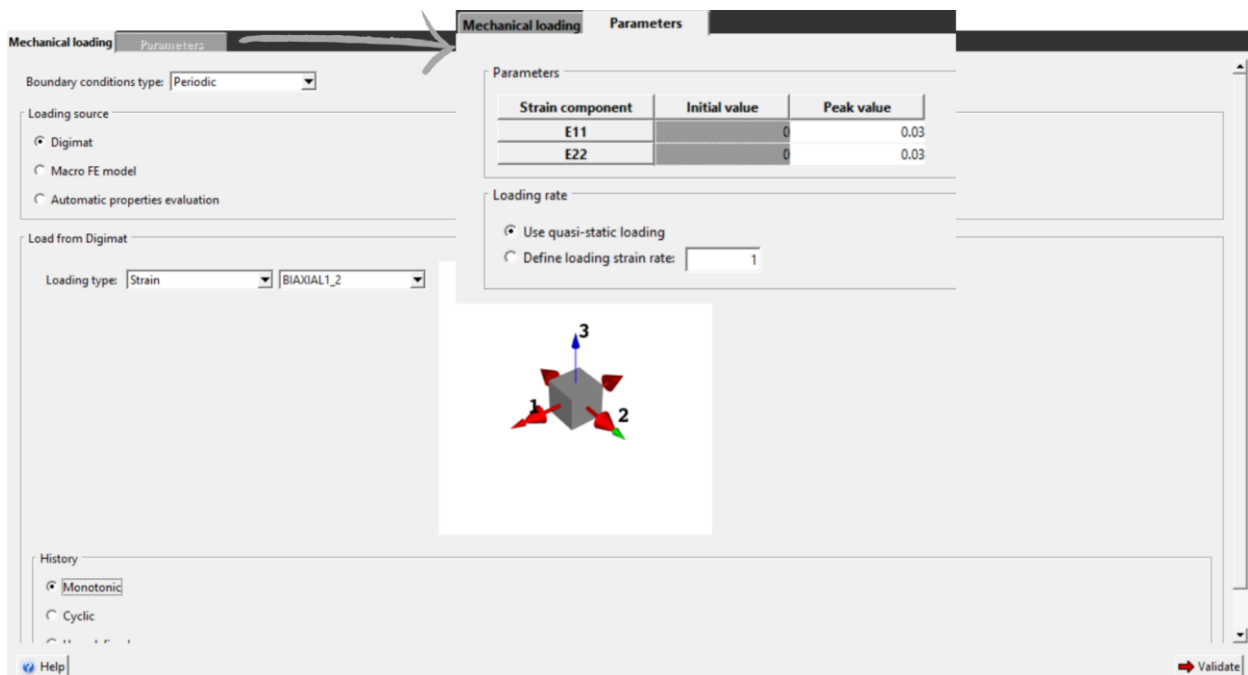 Mechanical loading Parameters
Boundary conditions type: Periodic
Loading source
Digimat
Macro FE model
Automatic properties evaluation
Load from Digimat
Loading type: Strain BIAXIAL1_2
Mechanical loading Parameters
Parameters
Strain component Initial value Peak value
E11 0 0.03
E22 0 0.03
Loading rate
Use quasi-static loading
Define loading strain rate: 1
3
1
2
History
Monotonic
Cyclic
Help
Validate